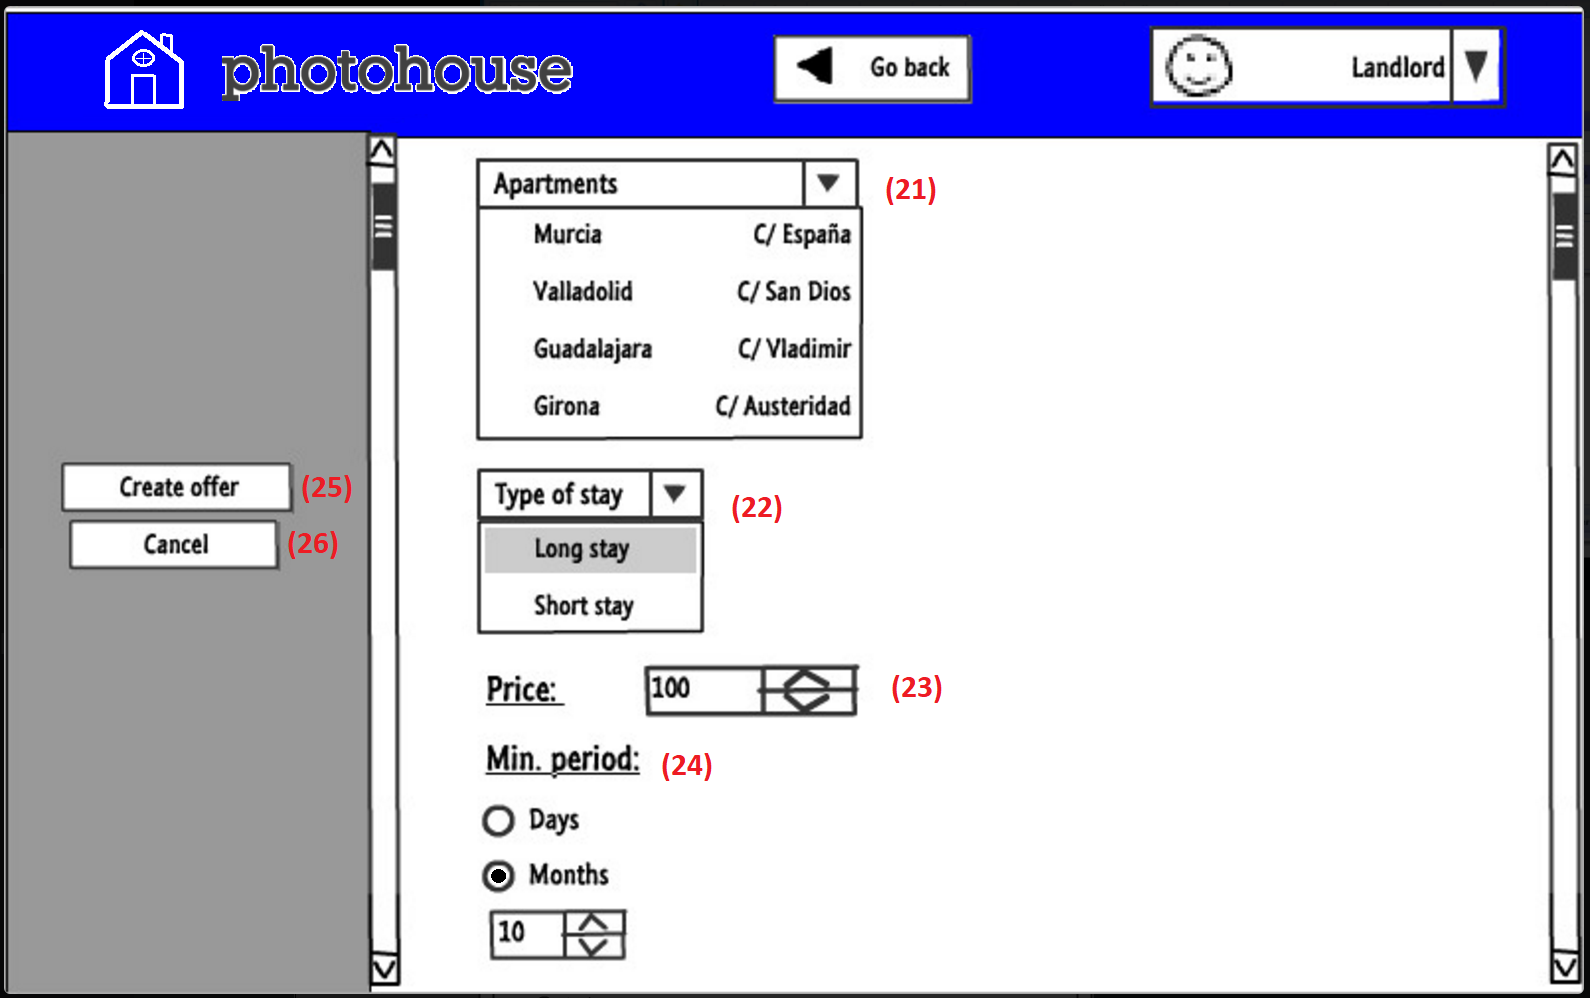 photohouse
Go back
Landlord
Apartments
(21)
Murcia C/ España
Valladolid C/ San Dios
Guadalajara C/ Vladimir
Girona C/ Austeridad
Create offer (25)
Cancel (26)
Type of stay
(22)
Long stay
Short stay
Price: 100 (23)
Min. period: (24)
Days
Months
10